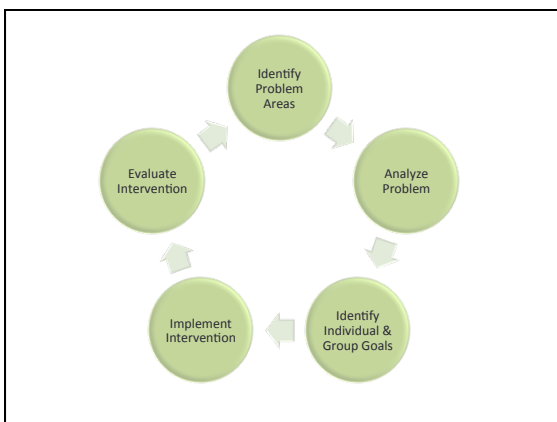 Identify
Problem
Areas
Analyze
Problem
Identify
Individual &
Group Goals
Implement
Intervention
Evaluate
Intervention